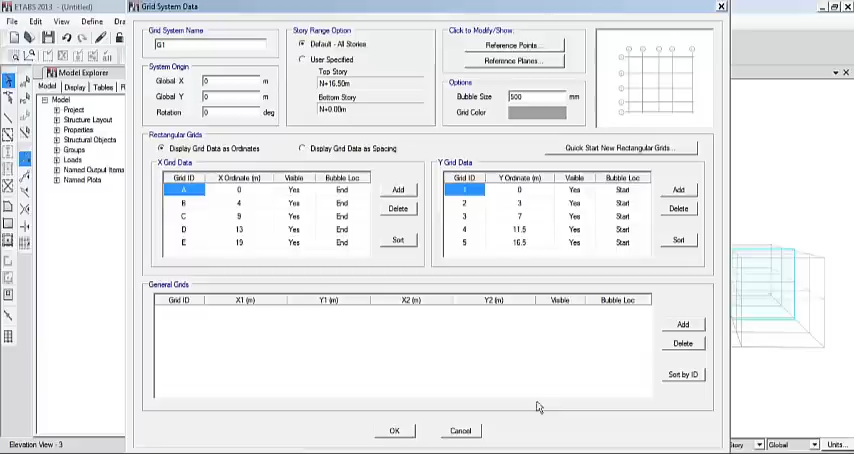 ETABS 2013 - (Untitled)
Grid System Data
File Edit View Define
Model Explorer
Model Display Tables
Model
Project
Structure Layout
Properties
Structural Objects
Groups
Loads
Named Output Items
Named Plots
Grid System Name
G1
System Origin
Global X 0 m
Global Y 0 m
Rotation 0 deg
Story Range Option
Default - All Stories
User Specified
Top Story
N+16.50m
Bottom Story
N+0.00m
Click to Modify/Show:
Reference Points...
Reference Planes...
Options
Bubble Size 500 mm
Grid Color
Rectangular Grids
Display Grid Data as Ordinates Display Grid Data as Spacing Quick Start New Rectangular Grids...
X Grid Data
Grid ID X Ordinate (m) Visible Bubble Loc
A 0 Yes End
B 4 Yes End
C 9 Yes End
D 13 Yes End
E 19 Yes End
Add
Delete
Sort
Y Grid Data
Grid ID Y Ordinate (m) Visible Bubble Loc
1 0 Yes Start
2 3 Yes Start
3 7 Yes Start
4 11.5 Yes Start
5 16.5 Yes Start
Add
Delete
Sort
General Grids
Grid ID X1 (m) Y1 (m) X2 (m) Y2 (m) Visible Bubble Loc
Add
Delete
Sort by ID
OK Cancel
Elevation View - 3
Story Global Units...